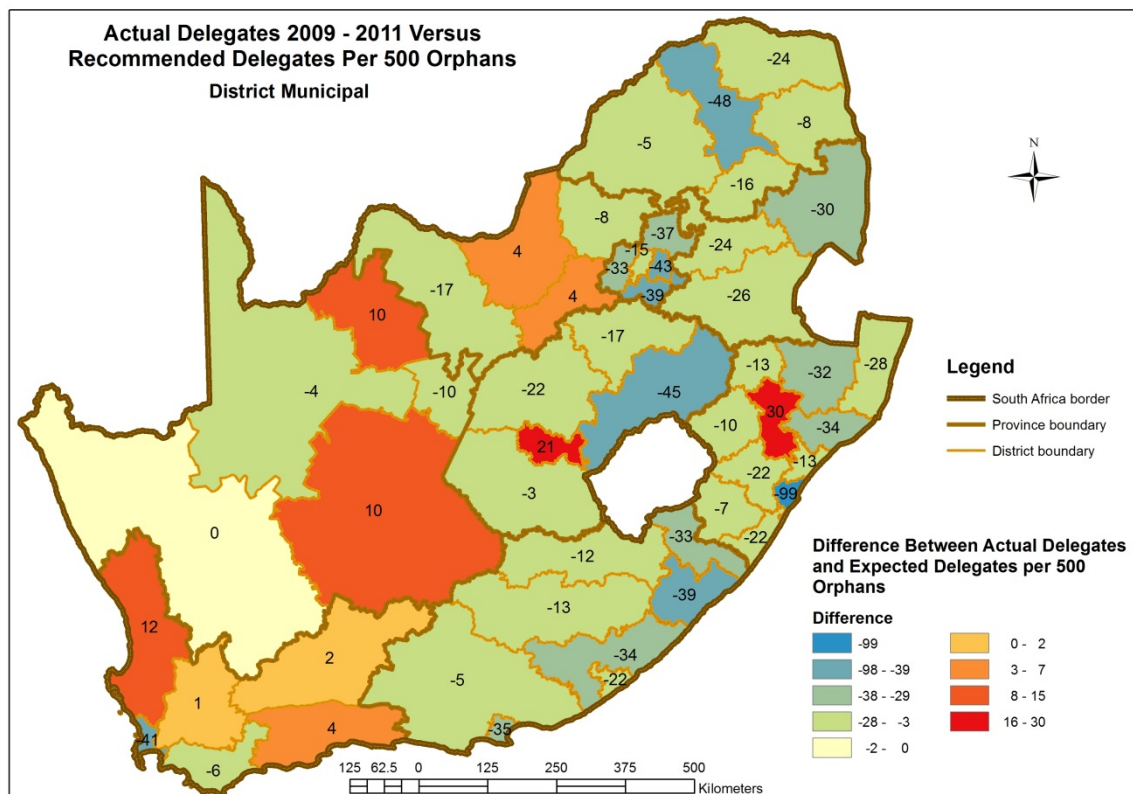 Actual Delegates 2009 - 2011 Versus
Recommended Delegates Per 500 Orphans
District Municipal
N
-24
-48
-8
-5
-16
-30
-8
-37
-24
-15
-33
-43
4
4
-39
-26
-17
10
-17
-13
-32
-28
-4
-10
-22
-45
30
-10
-34
21
-22
-13
-3
-99
-7
-22
0
10
-33
-12
-39
-13
12
2
-34
-5
-22
1
4
-35
-41
-6
Legend
South Africa border
Province boundary
District boundary
Difference Between Actual Delegates
and Expected Delegates per 500
Orphans
Difference
-99
-98 - -39
-38 - -29
-28 - -3
-2 - 0
0 - 2
3 - 7
8 - 15
16 - 30
125 62.5 0 125 250 375 500
Kilometers